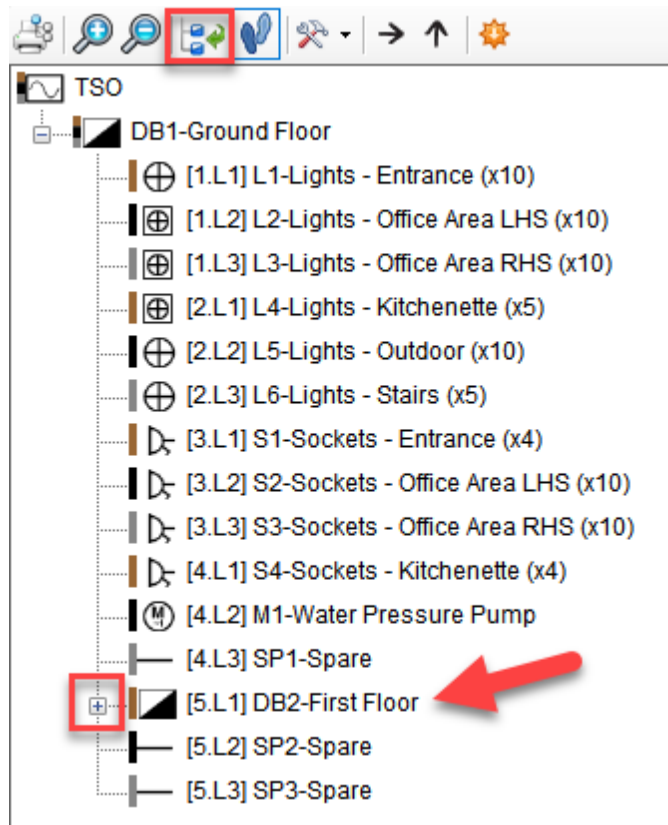 TSO
DB1-Ground Floor
[1.L1] L1-Lights - Entrance (x10)
[1.L2] L2-Lights - Office Area LHS (x10)
[1.L3] L3-Lights - Office Area RHS (x10)
[2.L1] L4-Lights - Kitchenette (x5)
[2.L2] L5-Lights - Outdoor (x10)
[2.L3] L6-Lights - Stairs (x5)
[3.L1] S1-Sockets - Entrance (x4)
[3.L2] S2-Sockets - Office Area LHS (x10)
[3.L3] S3-Sockets - Office Area RHS (x10)
[4.L1] S4-Sockets - Kitchenette (x4)
[4.L2] M1-Water Pressure Pump
[4.L3] SP1-Spare
[5.L1] DB2-First Floor
[5.L2] SP2-Spare
[5.L3] SP3-Spare